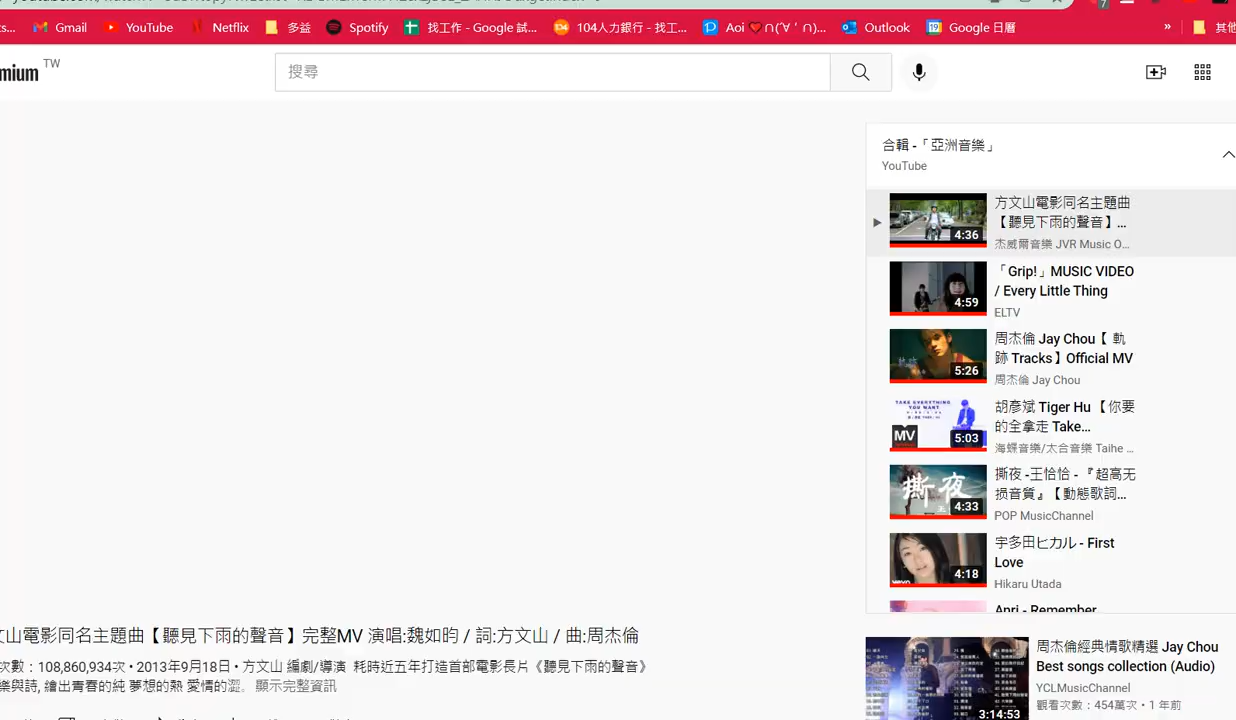 Gmail YouTube Netflix 多益 Spotify 找工作 - Google 試... 104人力銀行 - 找工... Outlook Google 日曆 » 其他
mium TW
搜尋
合輯 -「亞洲音樂」
YouTube
方文山電影同名主題曲
【聽見下雨的聲音】...
杰威爾音樂 JVR Music O...
4:36
「Grip!」MUSIC VIDEO
/ Every Little Thing
ELTV
4:59
周杰倫 Jay Chou【 軌
跡 Tracks】Official MV
周杰倫 Jay Chou
5:26
胡彥斌 Tiger Hu 【你要
的全拿走 Take...
海蝶音樂/太合音樂 Taihe ...
TAKE EVERYTHING
YOU WANT
MV
5:03
撕夜 -王恰恰 - 『超高无
损音質』【動態歌詞...
POP MusicChannel
撕夜
4:33
宇多田ヒカル - First
Love
Hikaru Utada
4:18
Anri - Remember
文山電影同名主題曲【聽見下雨的聲音】完整MV 演唱:魏如昀 / 詞:方文山 / 曲:周杰倫
次數：108,860,934次 • 2013年9月18日 • 方文山 編劇/導演 耗時近五年打造首部電影長片《聽見下雨的聲音》
樂與詩, 繪出青春的純 夢想的熱 愛情的澀。 顯示完整資訊
周杰倫經典情歌精選 Jay Chou
Best songs collection (Audio)
YCLMusicChannel
觀看次數：454萬次 • 1 年前
3:14:53